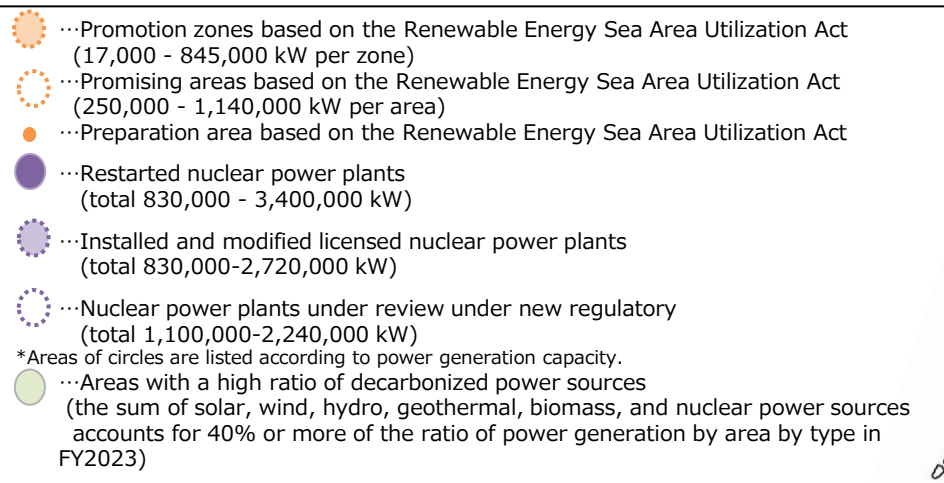 ⋯Promotion zones based on the Renewable Energy Sea Area Utilization Act
(17,000 - 845,000 kW per zone)
⋯Promising areas based on the Renewable Energy Sea Area Utilization Act
(250,000 - 1,140,000 kW per area)
⋯Preparation area based on the Renewable Energy Sea Area Utilization Act
⋯Restarted nuclear power plants
(total 830,000 - 3,400,000 kW)
⋯Installed and modified licensed nuclear power plants
(total 830,000-2,720,000 kW)
⋯Nuclear power plants under review under new regulatory
(total 1,100,000-2,240,000 kW)
*Areas of circles are listed according to power generation capacity.
⋯Areas with a high ratio of decarbonized power sources
(the sum of solar, wind, hydro, geothermal, biomass, and nuclear power sources
accounts for 40% or more of the ratio of power generation by area by type in
FY2023)